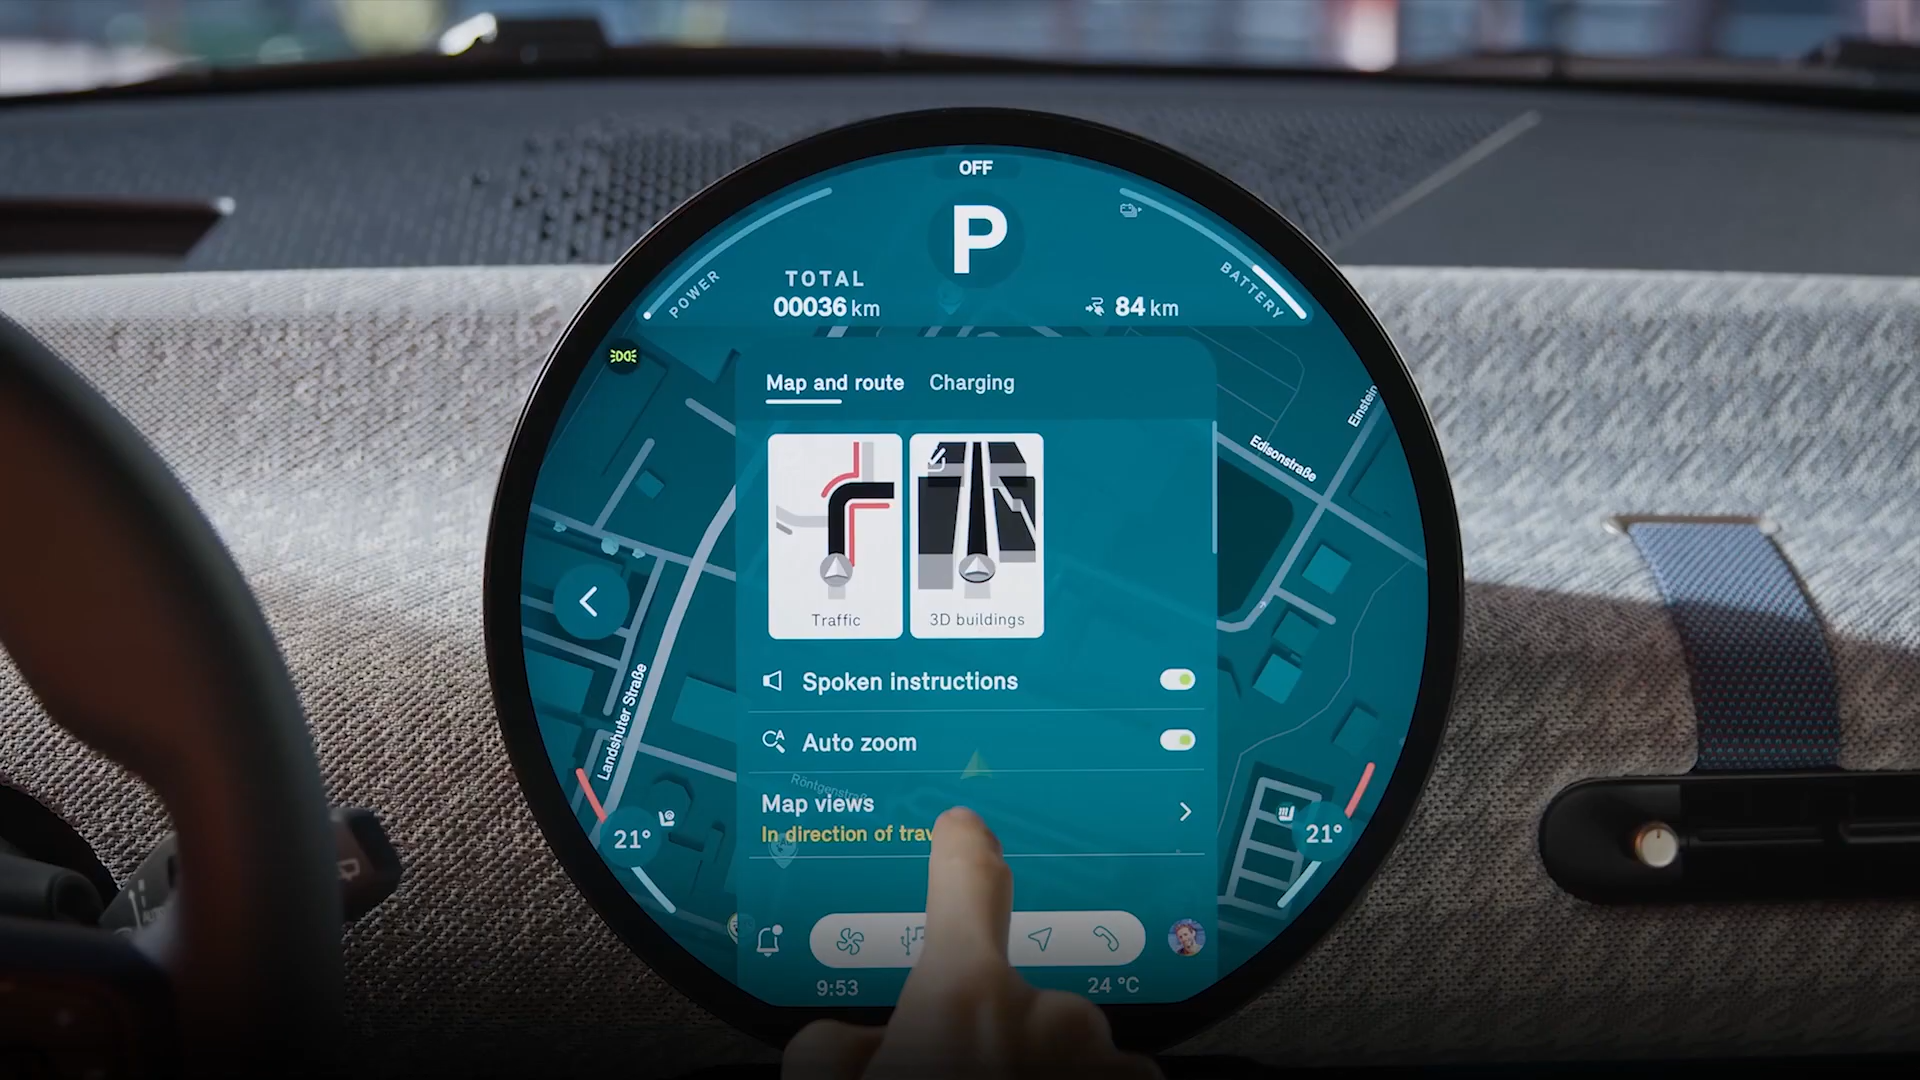 OFF
P
POWER
BATTERY
TOTAL
00036 km
84 km
Map and route
Charging
Einstein
Edisonstraße
Traffic
3D buildings
Landshuter Straße
Spoken instructions
Auto zoom
Map views
In direction of trav
21°
21°
9:53
24 °C